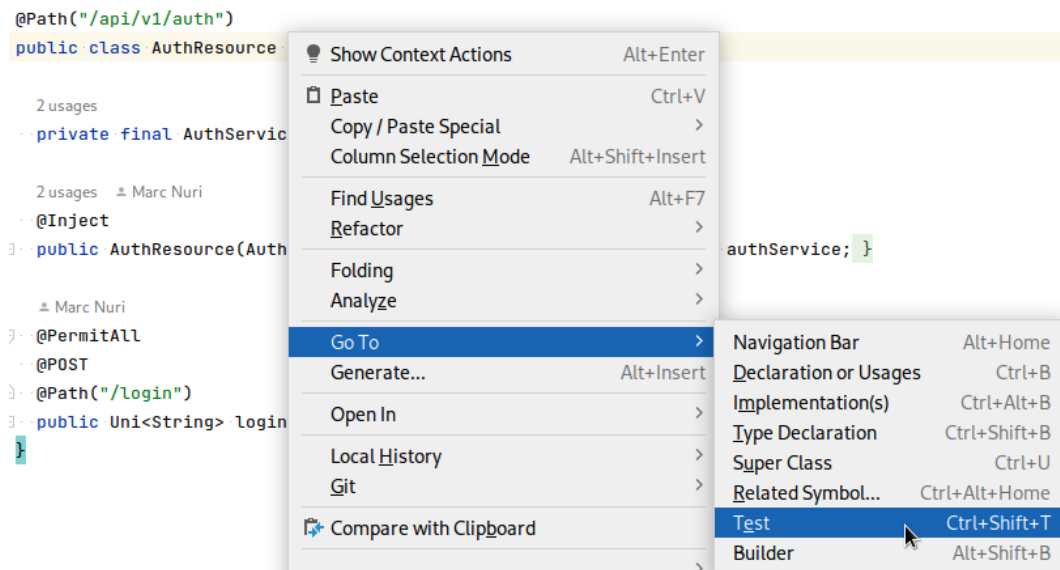 @Path("/api/v1/auth")
public class AuthResource
2 usages
private final AuthServic
2 usages Marc Nuri
@Inject
public AuthResource(Auth authService; }
Marc Nuri
@PermitAll
@POST
@Path("/login")
public Uni<String> login
}
Show Context Actions Alt+Enter
Paste Ctrl+V
Copy / Paste Special
Column Selection Mode Alt+Shift+Insert
Find Usages Alt+F7
Refactor
Folding
Analyze
Go To
Generate... Alt+Insert
Open In
Local History
Git
Compare with Clipboard
Navigation Bar Alt+Home
Declaration or Usages Ctrl+B
Implementation(s) Ctrl+Alt+B
Type Declaration Ctrl+Shift+B
Super Class Ctrl+U
Related Symbol... Ctrl+Alt+Home
Test Ctrl+Shift+T
Builder Alt+Shift+B